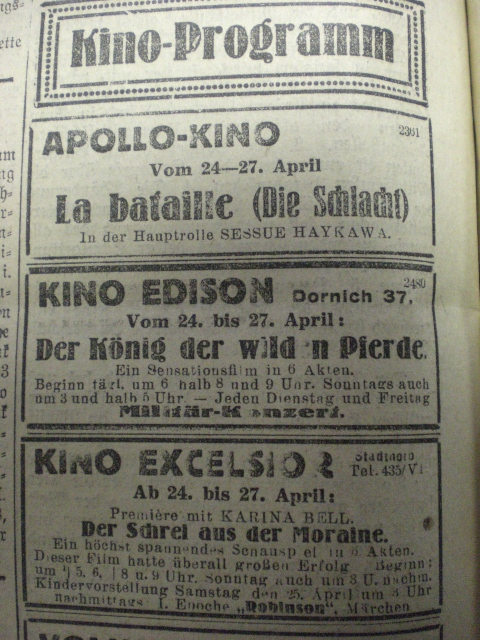 Kino-Programm
APOLLO-KINO 2361
Vom 24—27. April
La bataille (Die Schlacht)
In der Hauptrolle SESSUE HAYKAWA.
KINO EDISON Dornich 37. 2480
Vom 24. bis 27. April:
Der König der wild n Pferde.
Ein Sensationsfilm in 6 Akten.
Beginn tägl. um 6 halb 8 und 9 Uhr. Sonntags auch
um 3 und halb 5 Uhr. — Jeden Dienstag und Freitag
Militär-Konzert.
KINO EXCELSIOR
Tel. 435/VI
Ab 24. bis 27. April:
Première mit KARINA BELL.
Der Schrei aus der Moraine.
Ein höchst spannendes Schausp el in 6 Akten.
Dieser Film hatte überall großen Erfolg Beginn:
5, 6, 8 u. 9 Uhr. Sonntag auch um 3 U. nachm.
Kindervorstellung Samstag den 25. April um 3 Uhr
nachmittags I. Epoche „Robinson", Märchen